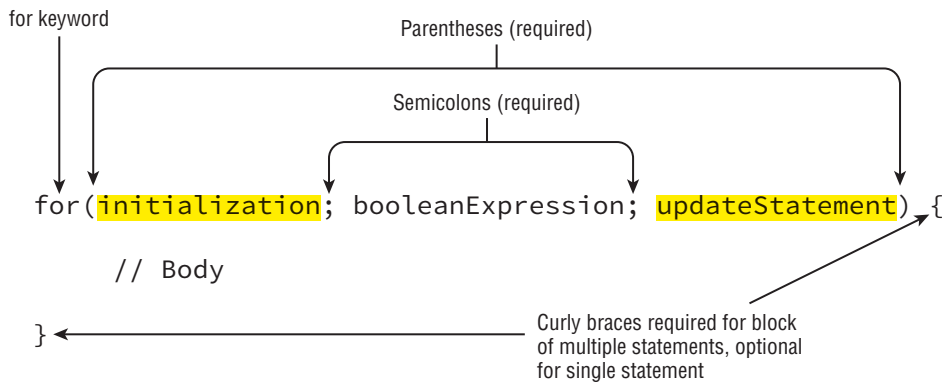 for keyword
Parentheses (required)
Semicolons (required)
for(initialization; booleanExpression; updateStatement) {
// Body
}
Curly braces required for block
of multiple statements, optional
for single statement